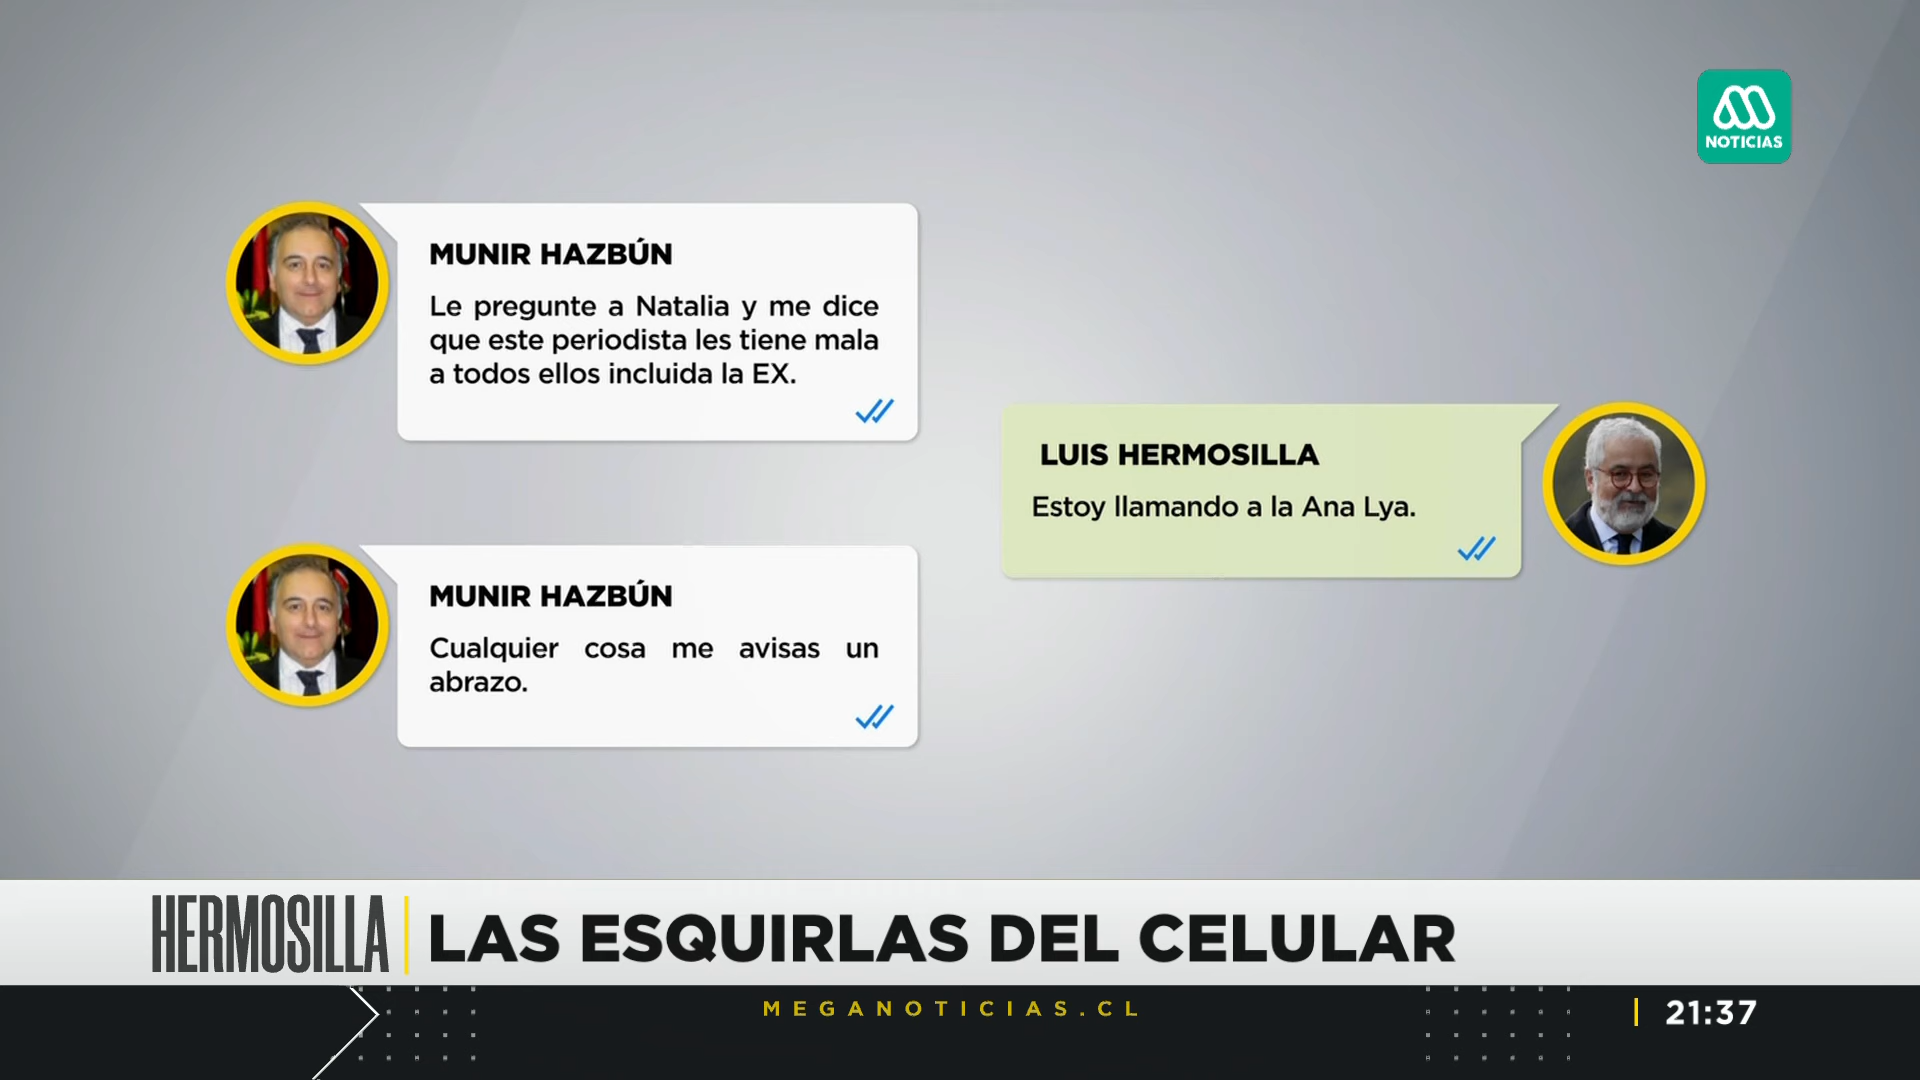 NOTICIAS
MUNIR HAZBÚN
Le pregunte a Natalia y me dice
que este periodista les tiene mala
a todos ellos incluida la EX.
LUIS HERMOSILLA
Estoy llamando a la Ana Lya.
MUNIR HAZBÚN
Cualquier cosa me avisas un
abrazo.
HERMOSILLA
LAS ESQUIRLAS DEL CELULAR
MEGANOTICIAS.CL
21:37